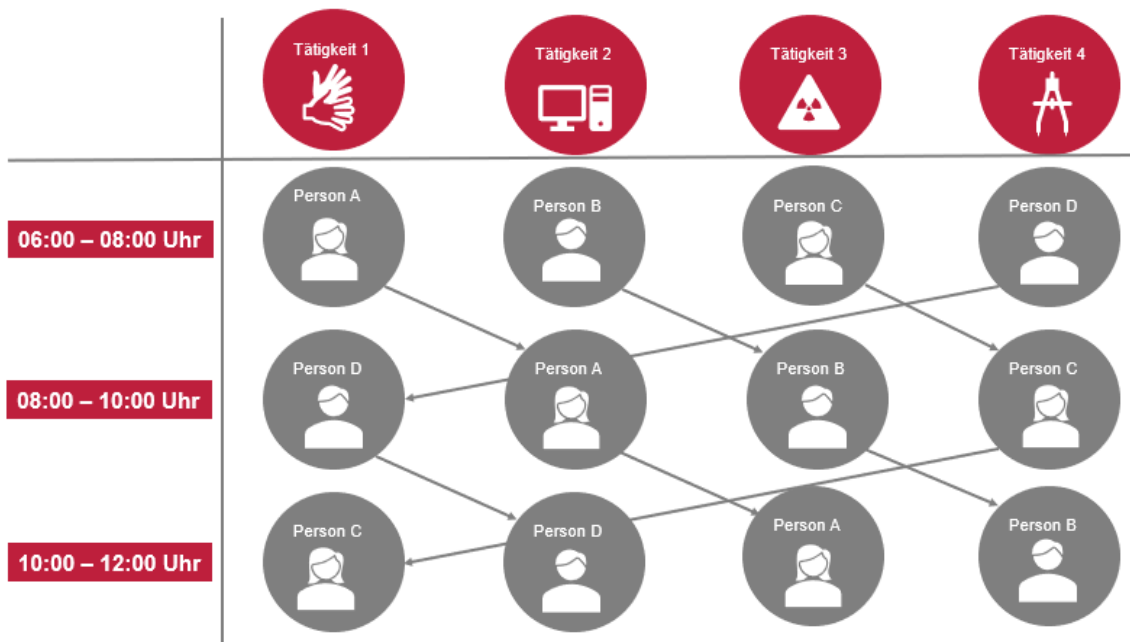 Tätigkeit 1
Tätigkeit 2
Tätigkeit 3
Tätigkeit 4
06:00 – 08:00 Uhr
Person A
Person B
Person C
Person D
08:00 – 10:00 Uhr
Person D
Person A
Person B
Person C
10:00 – 12:00 Uhr
Person C
Person D
Person A
Person B